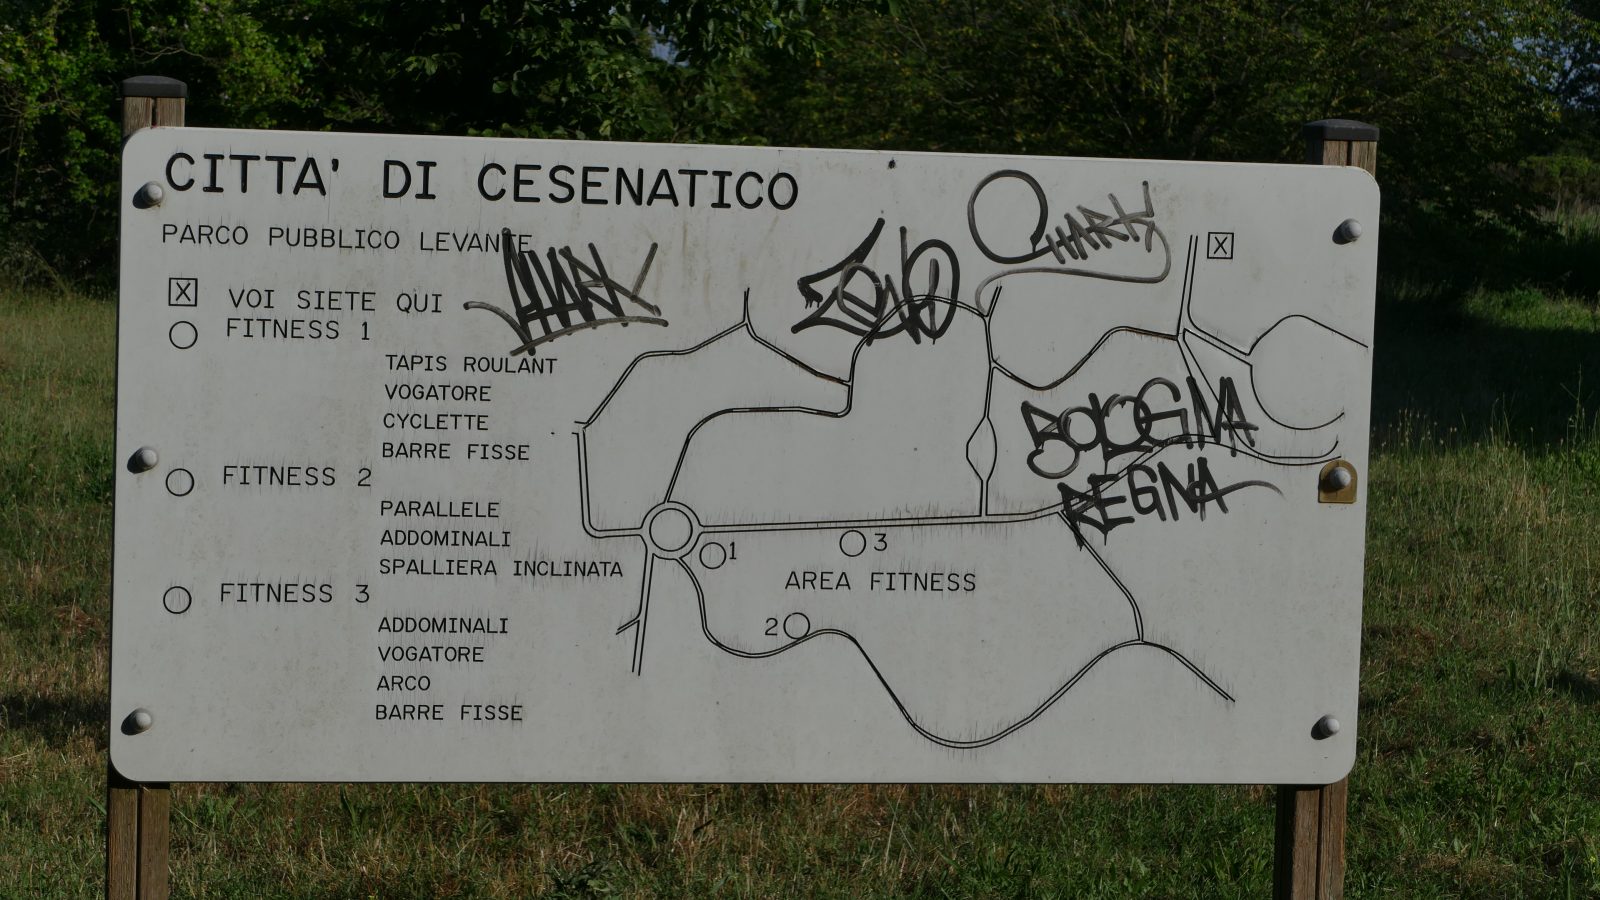 CITTA' DI CESENATICO
PARCO PUBBLICO LEVANTE
X VOI SIETE QUI
FITNESS 1
TAPIS ROULANT
VOGATORE
CYCLETTE
BARRE FISSE
FITNESS 2
PARALLELE
ADDOMINALI
SPALLIERA INCLINATA
FITNESS 3
ADDOMINALI
VOGATORE
ARCO
BARRE FISSE
X
BOLOGNA
REGNA
1
3
AREA FITNESS
2